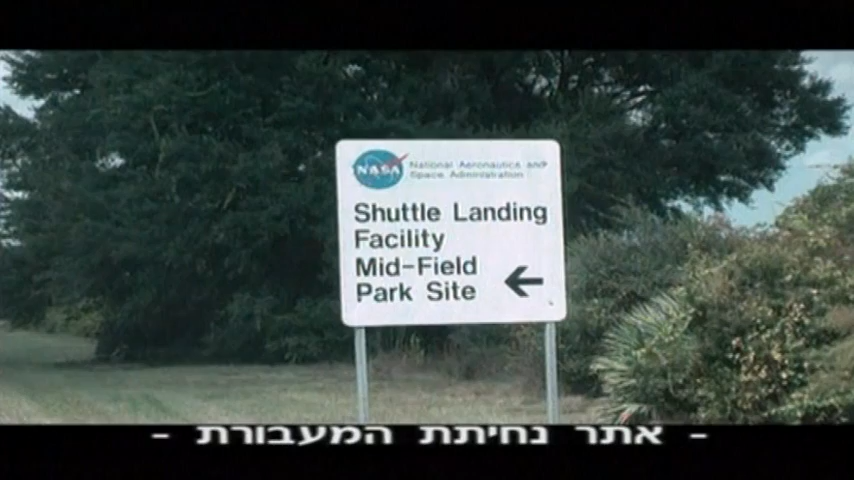 NASA
National Aeronautics and
Space Administration
Shuttle Landing
Facility
Mid-Field
Park Site
- אתר נחיתת המעבורת -